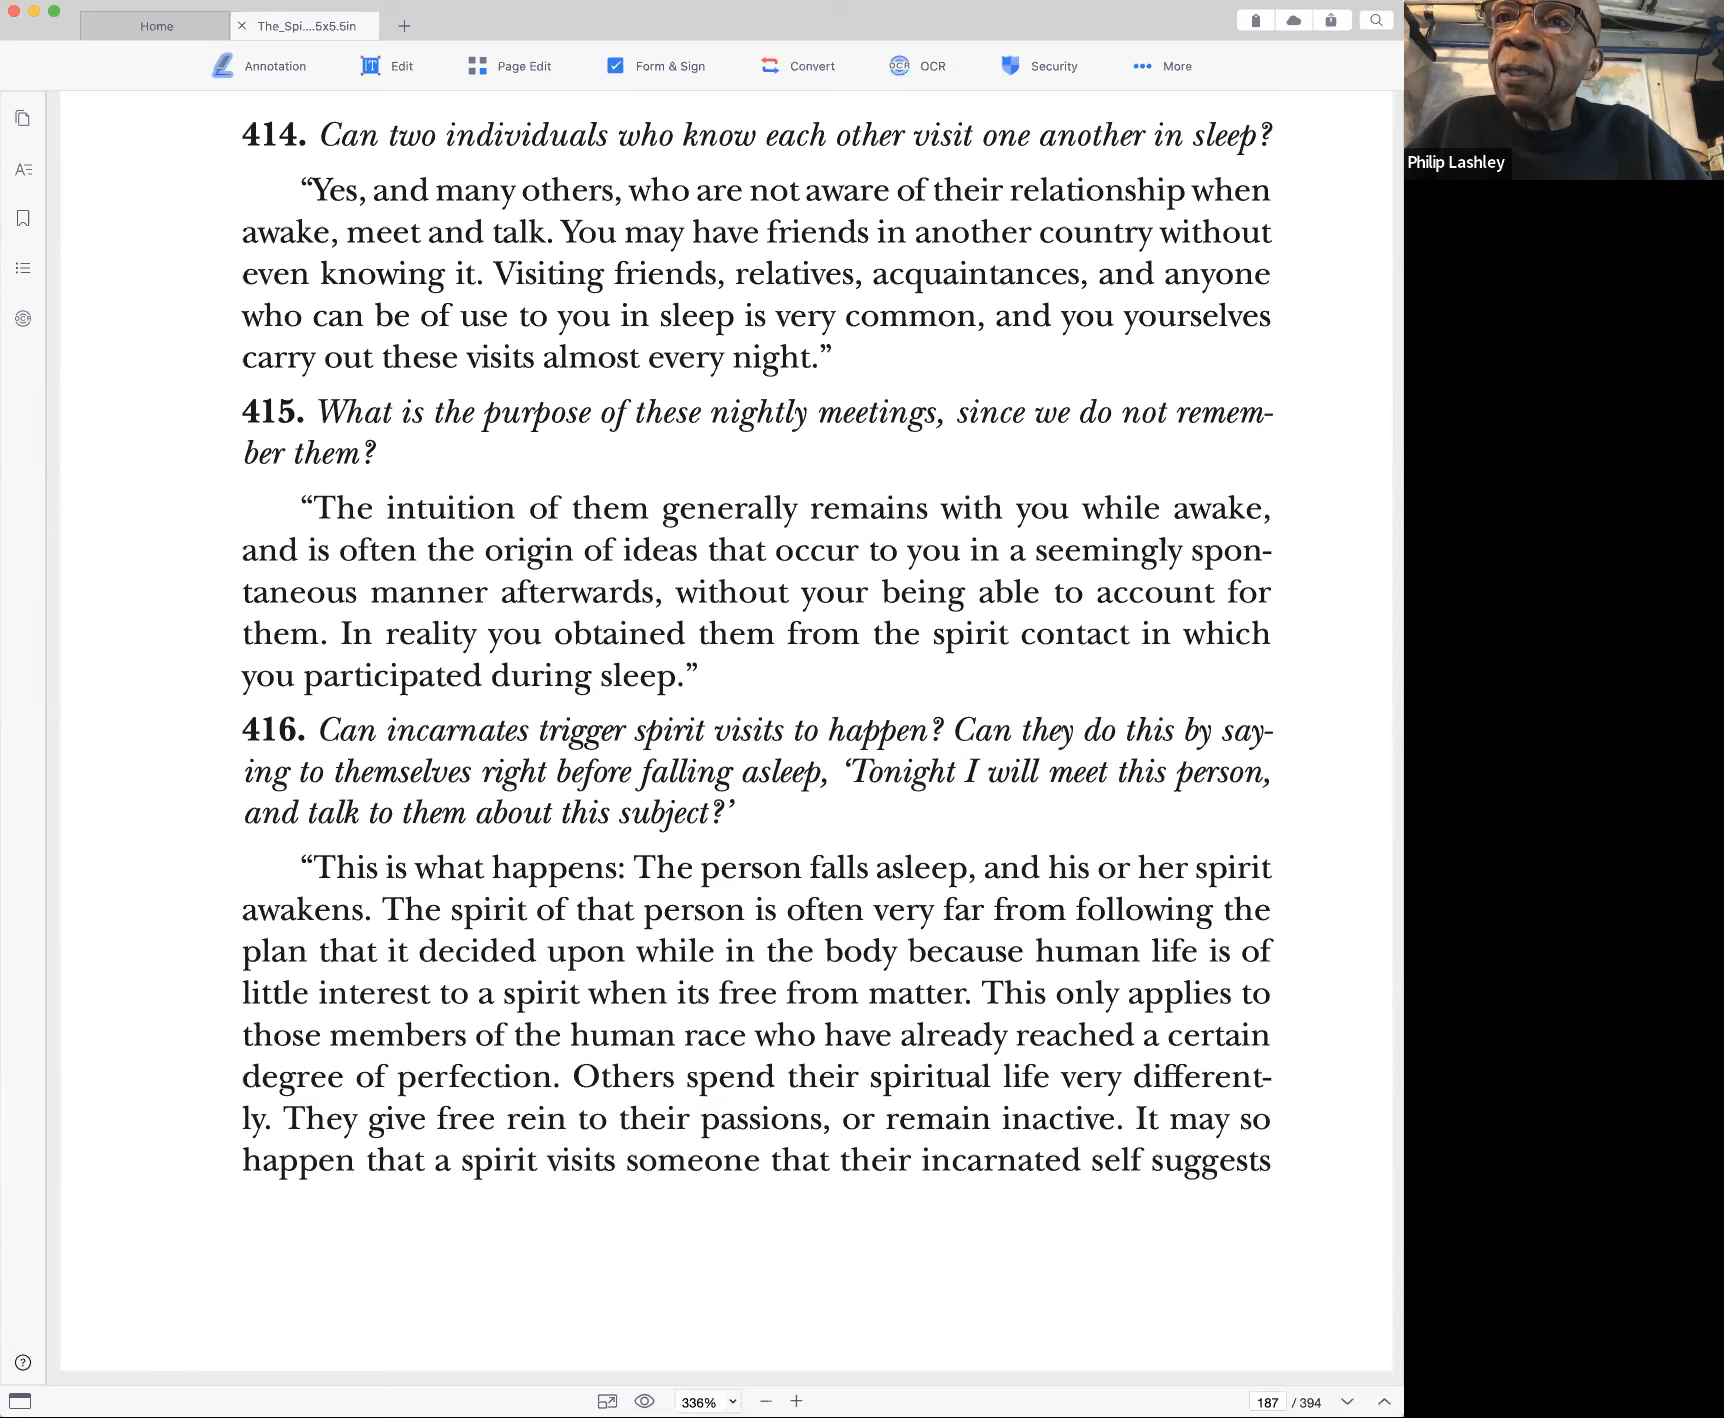 Home
The_Spi....5x5.5in
Annotation
Edit
Page Edit
Form & Sign
Convert
OCR
OCR
Security
More
Philip Lashley
414. Can two individuals who know each other visit one another in sleep?
“Yes, and many others, who are not aware of their relationship when
awake, meet and talk. You may have friends in another country without
even knowing it. Visiting friends, relatives, acquaintances, and anyone
who can be of use to you in sleep is very common, and you yourselves
carry out these visits almost every night.”
415. What is the purpose of these nightly meetings, since we do not remem-
ber them?
“The intuition of them generally remains with you while awake,
and is often the origin of ideas that occur to you in a seemingly spon-
taneous manner afterwards, without your being able to account for
them. In reality you obtained them from the spirit contact in which
you participated during sleep.”
416. Can incarnates trigger spirit visits to happen? Can they do this by say-
ing to themselves right before falling asleep, ‘Tonight I will meet this person,
and talk to them about this subject?’
“This is what happens: The person falls asleep, and his or her spirit
awakens. The spirit of that person is often very far from following the
plan that it decided upon while in the body because human life is of
little interest to a spirit when its free from matter. This only applies to
those members of the human race who have already reached a certain
degree of perfection. Others spend their spiritual life very different-
ly. They give free rein to their passions, or remain inactive. It may so
happen that a spirit visits someone that their incarnated self suggests
336%
187 / 394